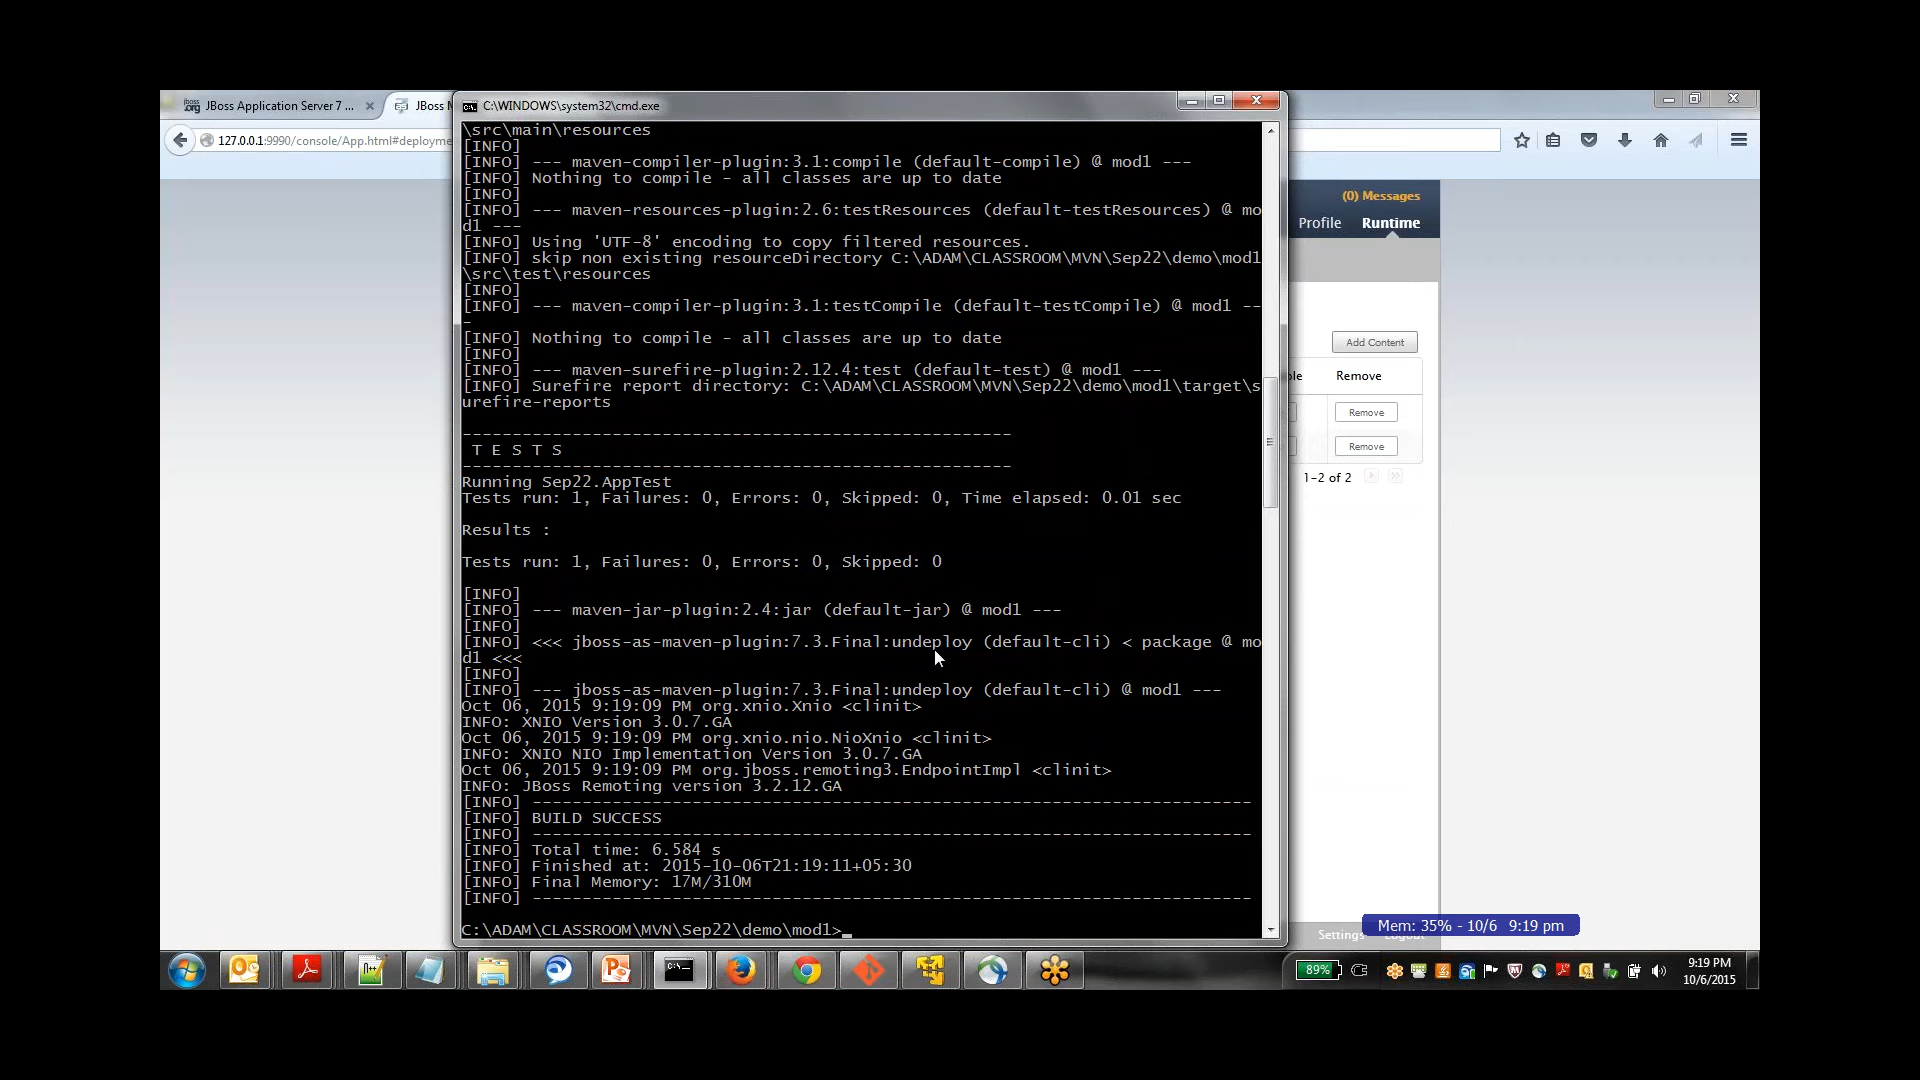 JBoss Application Server 7 ...
JBoss M
C:\WINDOWS\system32\cmd.exe
127.0.0.1:9990/console/App.html#deployme
\src\main\resources
[INFO]
[INFO] --- maven-compiler-plugin:3.1:compile (default-compile) @ mod1 ---
[INFO] Nothing to compile - all classes are up to date
[INFO]
[INFO] --- maven-resources-plugin:2.6:testResources (default-testResources) @ mo
d1 ---
[INFO] Using 'UTF-8' encoding to copy filtered resources.
[INFO] skip non existing resourceDirectory C:\ADAM\CLASSROOM\MVN\Sep22\demo\mod1
\src\test\resources
[INFO]
[INFO] --- maven-compiler-plugin:3.1:testCompile (default-testCompile) @ mod1 --
-
[INFO] Nothing to compile - all classes are up to date
[INFO]
[INFO] --- maven-surefire-plugin:2.12.4:test (default-test) @ mod1 ---
[INFO] Surefire report directory: C:\ADAM\CLASSROOM\MVN\Sep22\demo\mod1\target\s
urefire-reports
-------------------------------------------------------
T E S T S
-------------------------------------------------------
Running Sep22.AppTest
Tests run: 1, Failures: 0, Errors: 0, Skipped: 0, Time elapsed: 0.01 sec
Results :
Tests run: 1, Failures: 0, Errors: 0, Skipped: 0
[INFO]
[INFO] --- maven-jar-plugin:2.4:jar (default-jar) @ mod1 ---
[INFO]
[INFO] <<< jboss-as-maven-plugin:7.3.Final:undeploy (default-cli) < package @ mo
d1 <<<
[INFO]
[INFO] --- jboss-as-maven-plugin:7.3.Final:undeploy (default-cli) @ mod1 ---
Oct 06, 2015 9:19:09 PM org.xnio.Xnio <clinit>
INFO: XNIO Version 3.0.7.GA
Oct 06, 2015 9:19:09 PM org.xnio.nio.NioXnio <clinit>
INFO: XNIO NIO Implementation Version 3.0.7.GA
Oct 06, 2015 9:19:09 PM org.jboss.remoting3.EndpointImpl <clinit>
INFO: JBoss Remoting version 3.2.12.GA
[INFO] ------------------------------------------------------------------------
[INFO] BUILD SUCCESS
[INFO] ------------------------------------------------------------------------
[INFO] Total time: 6.584 s
[INFO] Finished at: 2015-10-06T21:19:11+05:30
[INFO] Final Memory: 17M/310M
[INFO] ------------------------------------------------------------------------
C:\ADAM\CLASSROOM\MVN\Sep22\demo\mod1>_
(0) Messages
Profile Runtime
Add Content
ble Remove
Remove
Remove
1-2 of 2
Settings Logout
Mem: 35% - 10/6 9:19 pm
89%
9:19 PM
10/6/2015